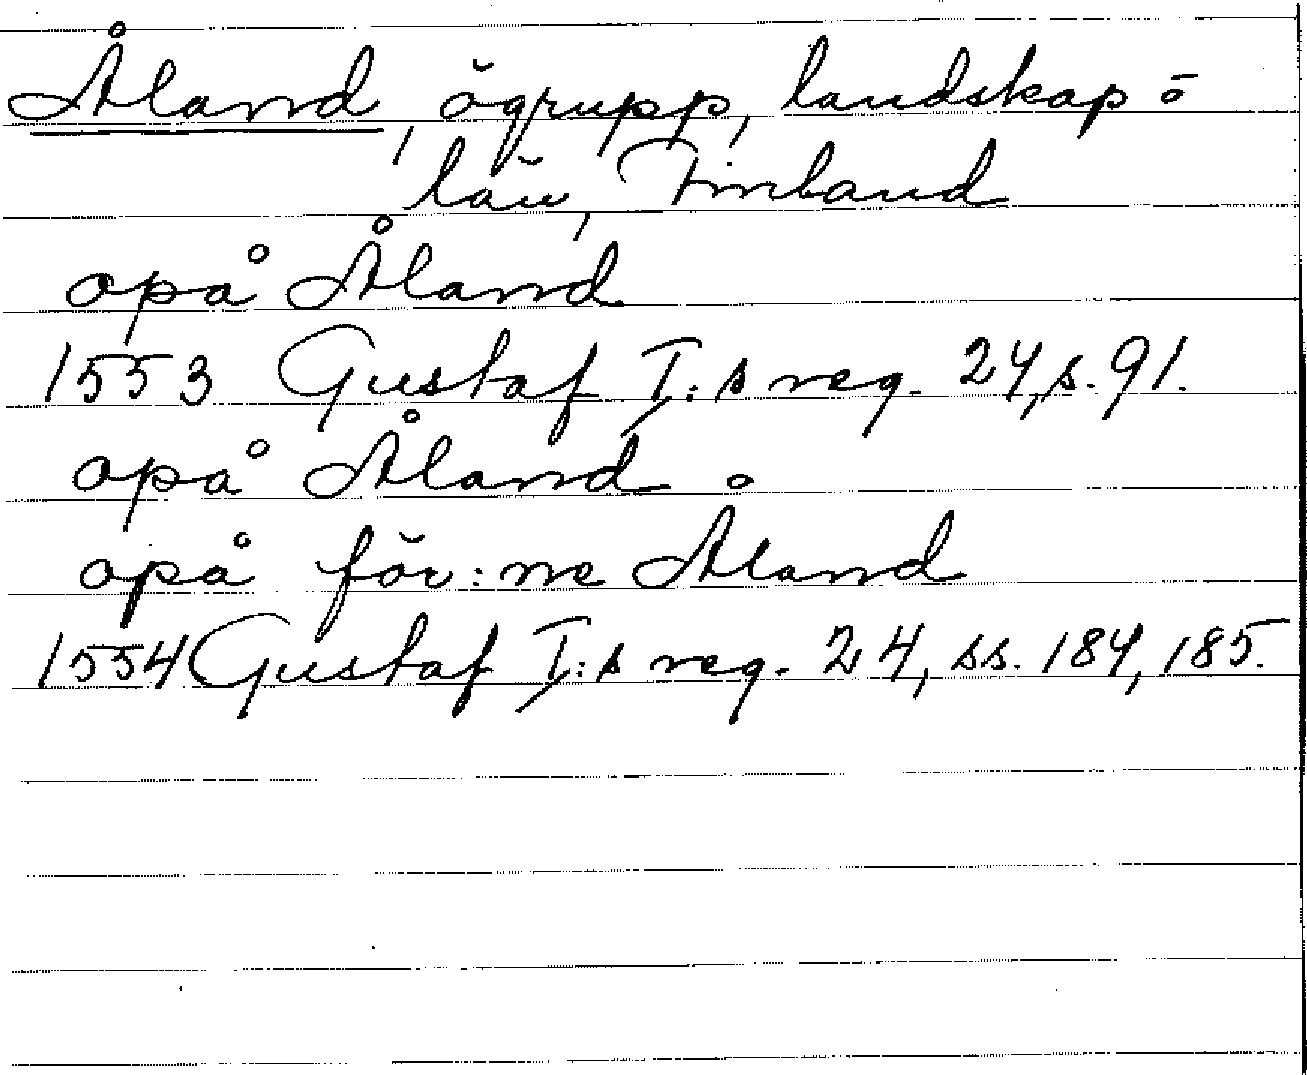 Åland, ögrupp, landskap o
län, Finland
opå Åland
1553 Gustaf I:s reg. 24, s. 91.
opå Åland
opå för:ne Åland
1554 Gustaf I:s reg. 24, ss. 184, 185.